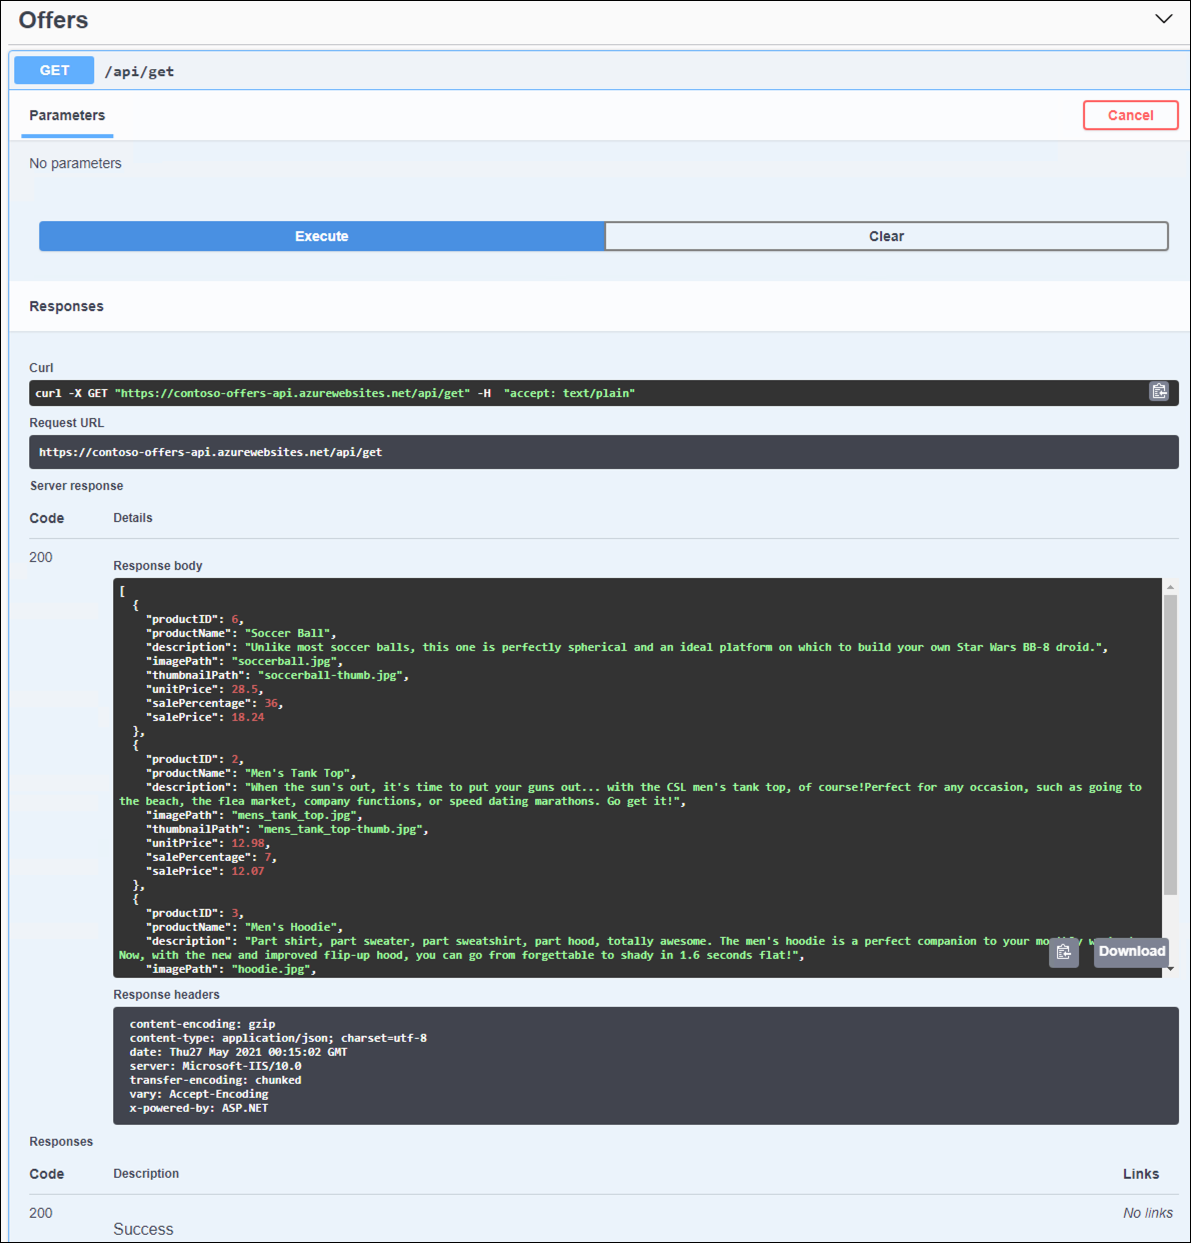 Offers
GET /api/get
Parameters
Cancel
No parameters
Execute
Clear
Responses
Curl
curl -X GET "https://contoso-offers-api.azurewebsites.net/api/get" -H  "accept: text/plain"
Request URL
https://contoso-offers-api.azurewebsites.net/api/get
Server response
Code Details
200
Response body
[
  {
    "productID": 6,
    "productName": "Soccer Ball",
    "description": "Unlike most soccer balls, this one is perfectly spherical and an ideal platform on which to build your own Star Wars BB-8 droid.",
    "imagePath": "soccerball.jpg",
    "thumbnailPath": "soccerball-thumb.jpg",
    "unitPrice": 28.5,
    "salePercentage": 36,
    "salePrice": 18.24
  },
  {
    "productID": 2,
    "productName": "Men's Tank Top",
    "description": "When the sun's out, it's time to put your guns out... with the CSL men's tank top, of course!Perfect for any occasion, such as going to
the beach, the flea market, company functions, or speed dating marathons. Go get it!",
    "imagePath": "mens_tank_top.jpg",
    "thumbnailPath": "mens_tank_top-thumb.jpg",
    "unitPrice": 12.98,
    "salePercentage": 7,
    "salePrice": 12.07
  },
  {
    "productID": 3,
    "productName": "Men's Hoodie",
    "description": "Part shirt, part sweater, part sweatshirt, part hood, totally awesome. The men's hoodie is a perfect companion to your
Now, with the new and improved flip-up hood, you can go from forgettable to shady in 1.6 seconds flat!",
    "imagePath": "hoodie.jpg",
Download
Response headers
content-encoding: gzip
content-type: application/json; charset=utf-8
date: Thu27 May 2021 00:15:02 GMT
server: Microsoft-IIS/10.0
transfer-encoding: chunked
vary: Accept-Encoding
x-powered-by: ASP.NET
Responses
Code Description Links
200
Success
No links